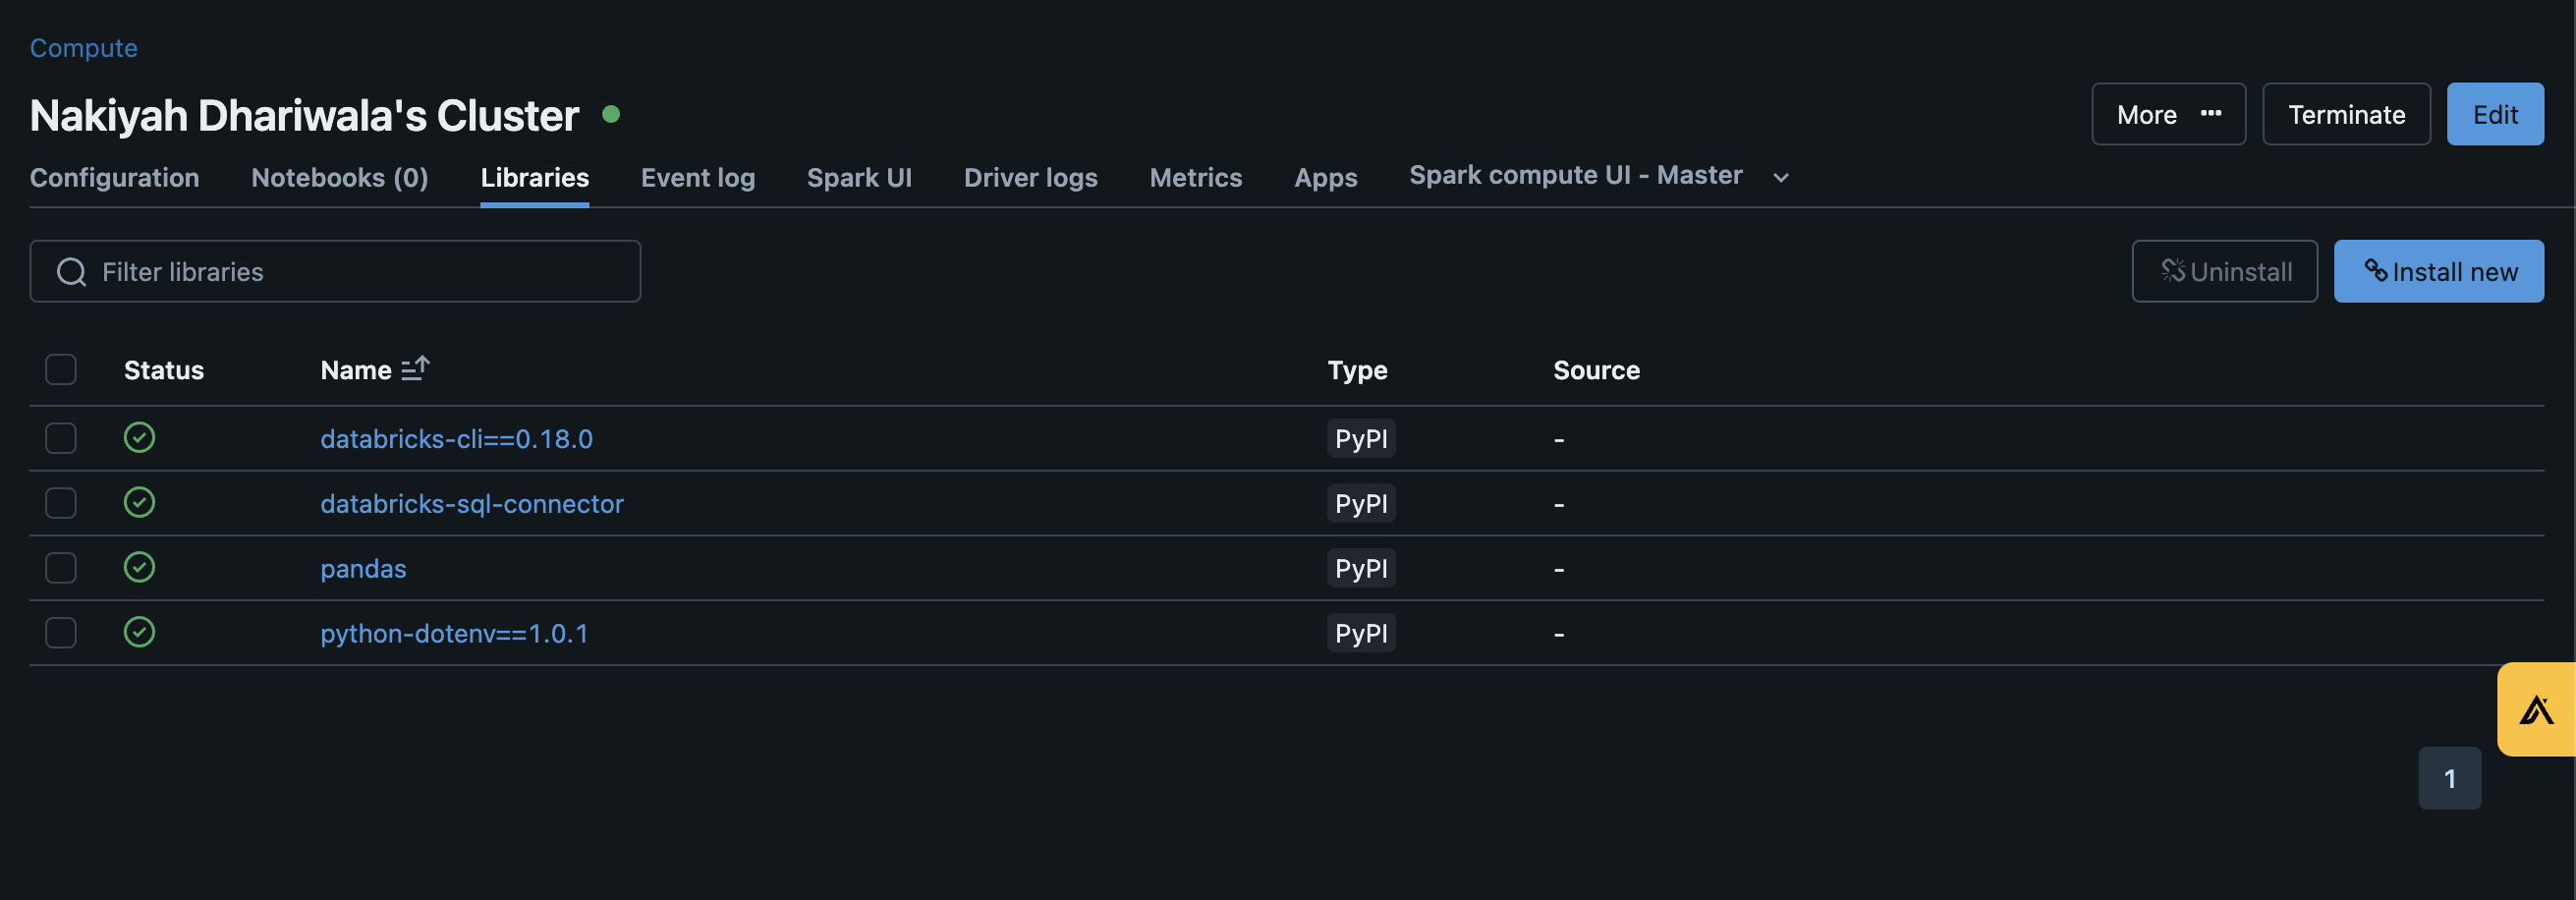 Compute
Nakiyah Dhariwala's Cluster
More ··· Terminate Edit
Configuration Notebooks (0) Libraries Event log Spark UI Driver logs Metrics Apps Spark compute UI - Master
Filter libraries
Uninstall Install new
Status Name Type Source
databricks-cli==0.18.0 PyPI -
databricks-sql-connector PyPI -
pandas PyPI -
python-dotenv==1.0.1 PyPI -
1